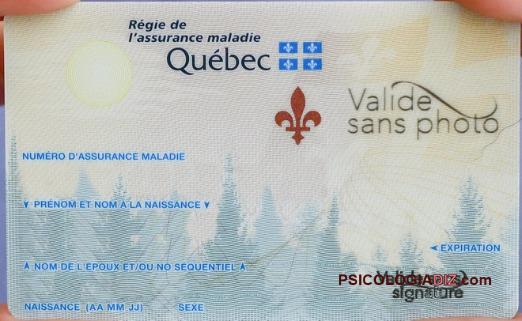 Régie de
l'assurance maladie
Québec
Valide
sans photo
NUMÉRO D'ASSURANCE MALADIE
▼ PRÉNOM ET NOM A LA NAISSANCE ▼
◄ EXPIRATION
▲ NOM DE L'ÉPOUX ET/OU NO SÉQUENTIEL ▲
PSICOLOGIADIZ.com
Valide sans
signature
NAISSANCE (AA MM JJ) SEXE